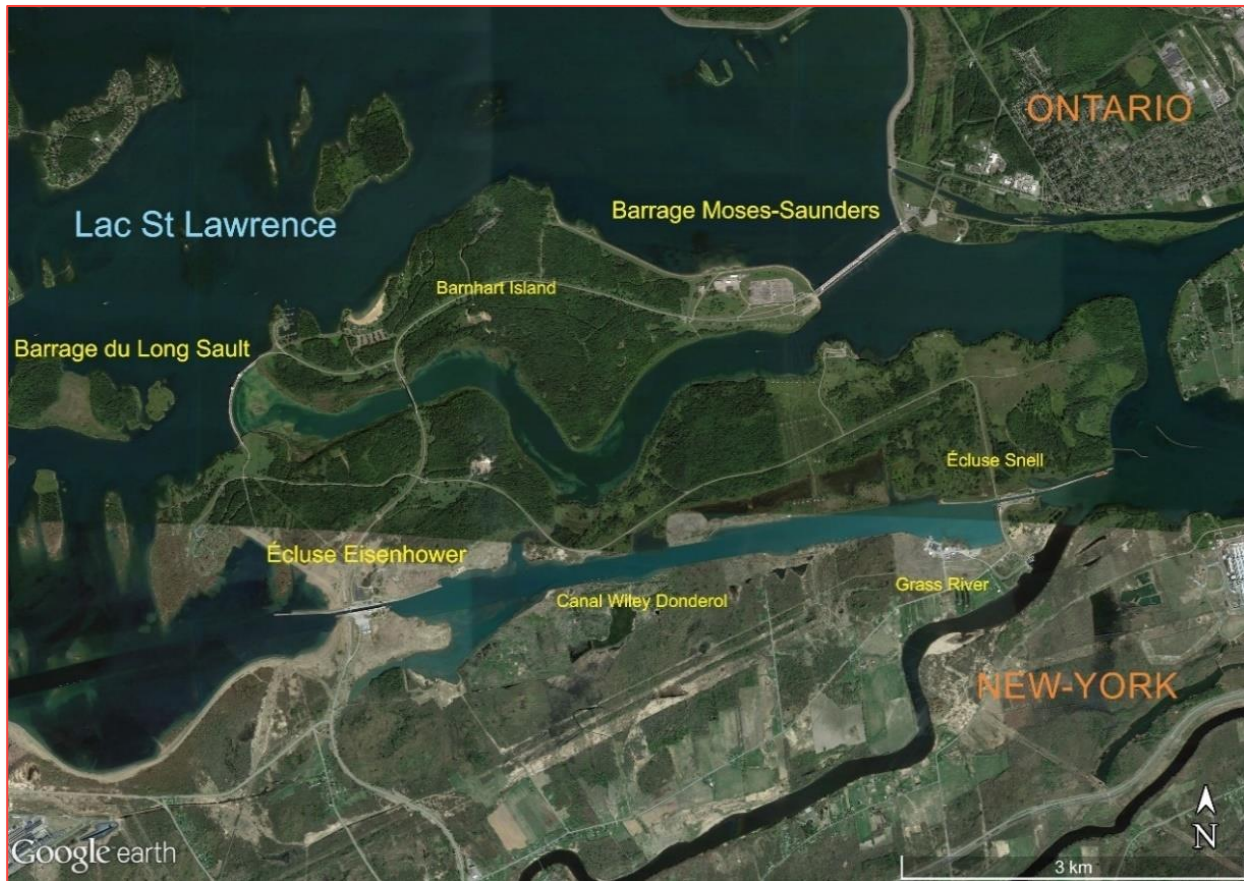 ONTARIO
Barrage Moses-Saunders
Lac St Lawrence
Barnhart Island
Barrage du Long Sault
Écluse Snell
Écluse Eisenhower
Grass River
Canal Wiley Donderol
NEW-YORK
N
Google earth
3 km